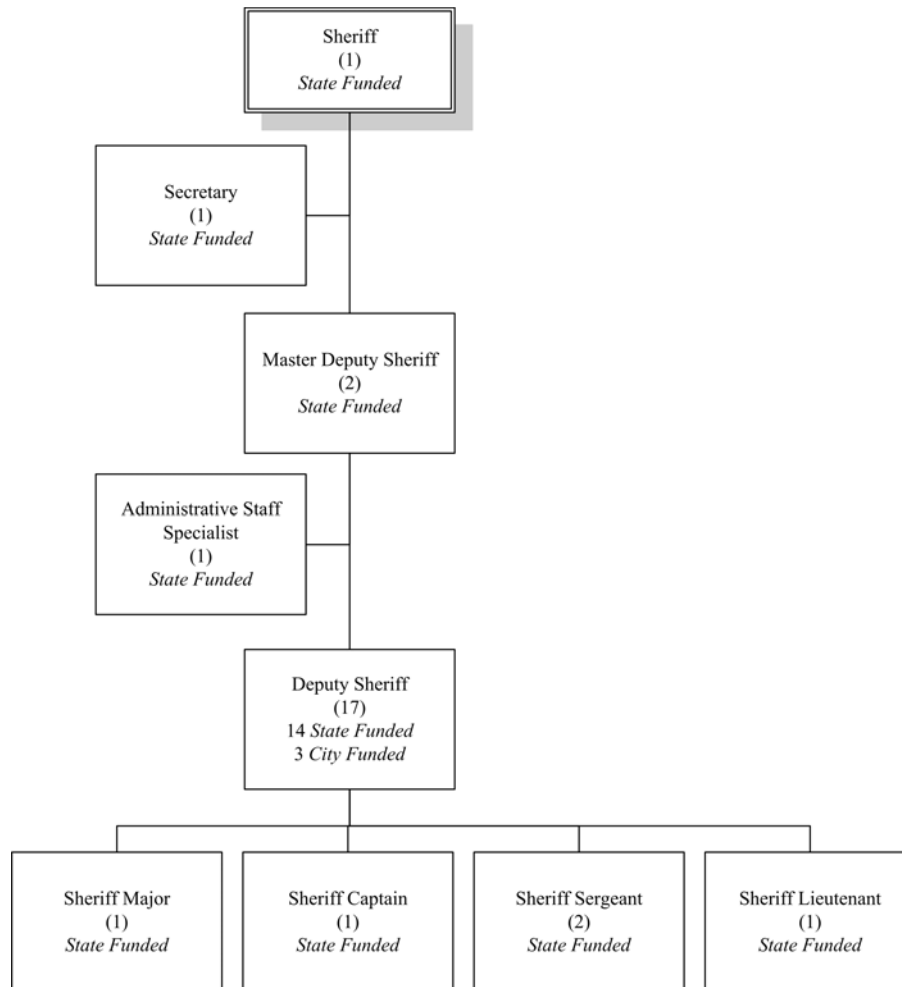 Sheriff
(1)
State Funded
Secretary
(1)
State Funded
Master Deputy Sheriff
(2)
State Funded
Administrative Staff
Specialist
(1)
State Funded
Deputy Sheriff
(17)
14 State Funded
3 City Funded
Sheriff Major
(1)
State Funded
Sheriff Captain
(1)
State Funded
Sheriff Sergeant
(2)
State Funded
Sheriff Lieutenant
(1)
State Funded